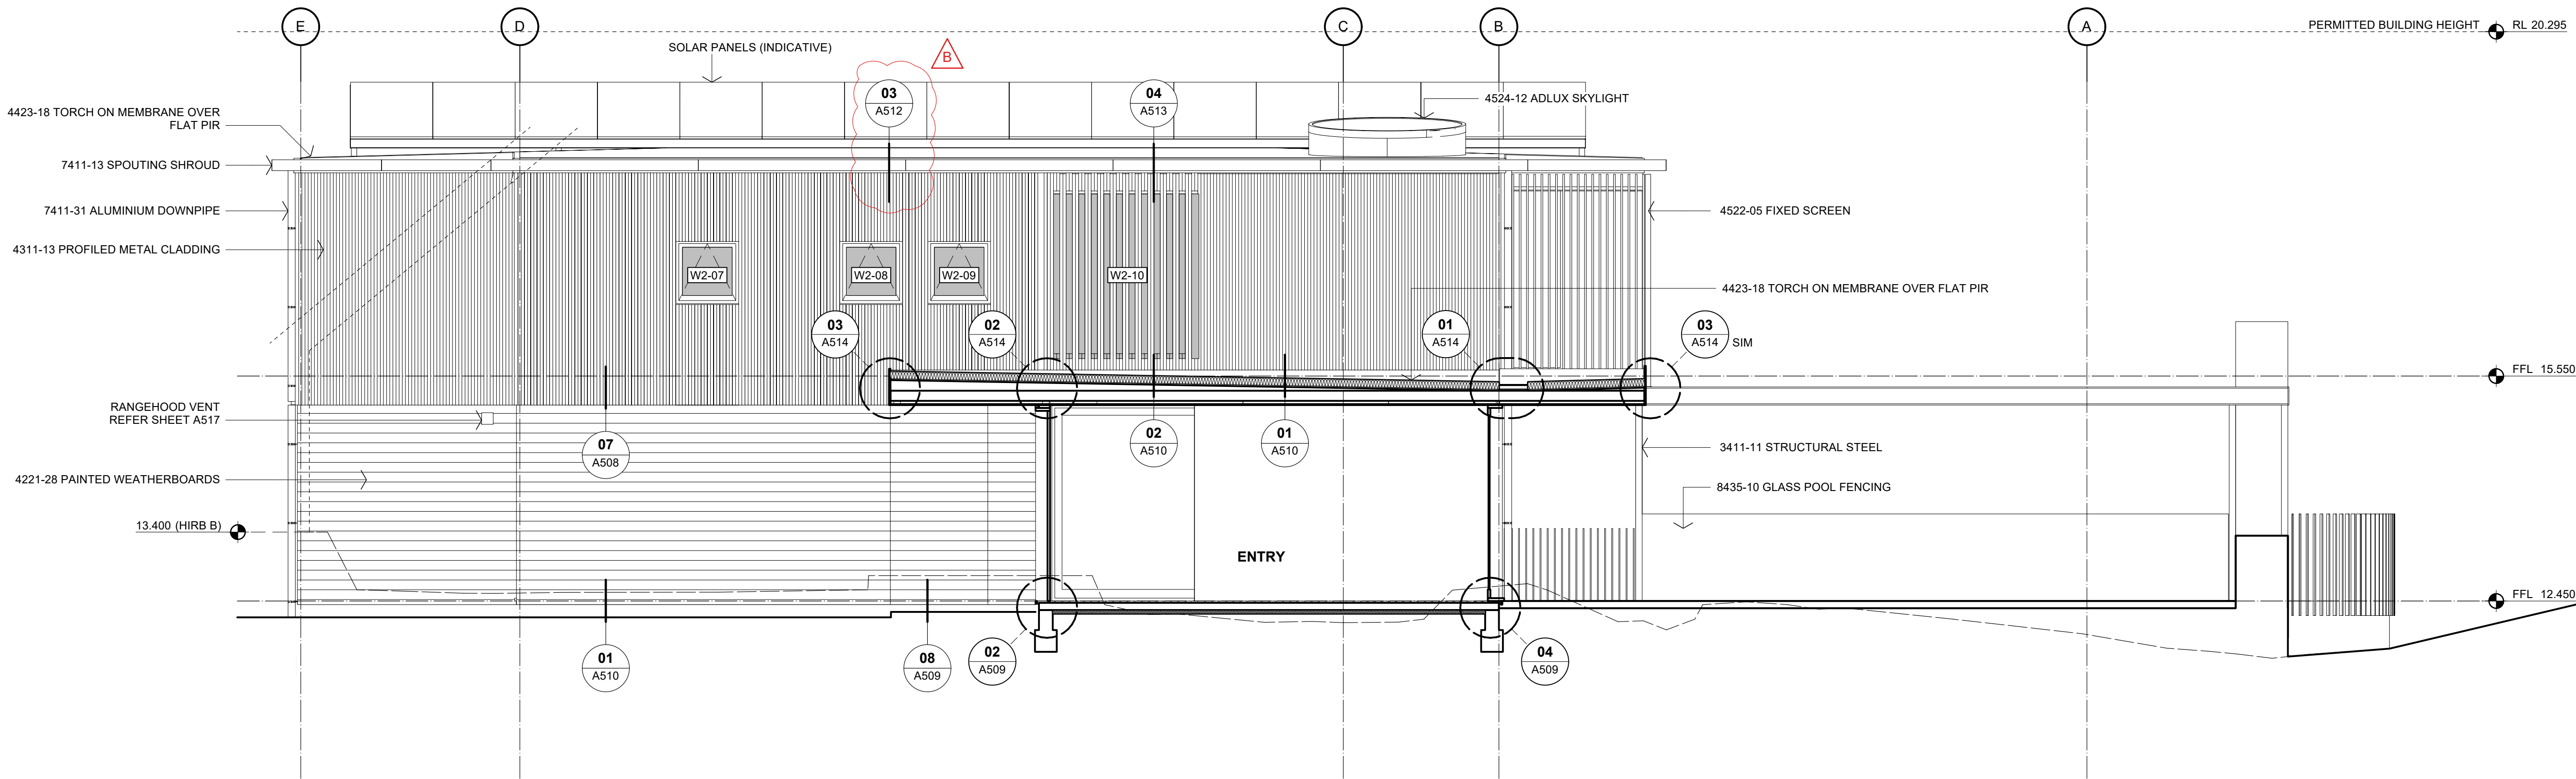 E
D
C
B
A
PERMITTED BUILDING HEIGHT
RL 20.295
SOLAR PANELS (INDICATIVE)
B
03
A512
04
A513
4524-12 ADLUX SKYLIGHT
4423-18 TORCH ON MEMBRANE OVER
FLAT PIR
7411-13 SPOUTING SHROUD
7411-31 ALUMINIUM DOWNPIPE
4522-05 FIXED SCREEN
4311-13 PROFILED METAL CLADDING
W2-07
W2-08
W2-09
W2-10
4423-18 TORCH ON MEMBRANE OVER FLAT PIR
03
A514
02
A514
01
A514
03
A514
SIM
FFL 15.550
RANGEHOOD VENT
REFER SHEET A517
07
A508
02
A510
01
A510
3411-11 STRUCTURAL STEEL
4221-28 PAINTED WEATHERBOARDS
8435-10 GLASS POOL FENCING
13.400 (HIRB B)
ENTRY
FFL 12.450
01
A510
08
A509
02
A509
04
A509